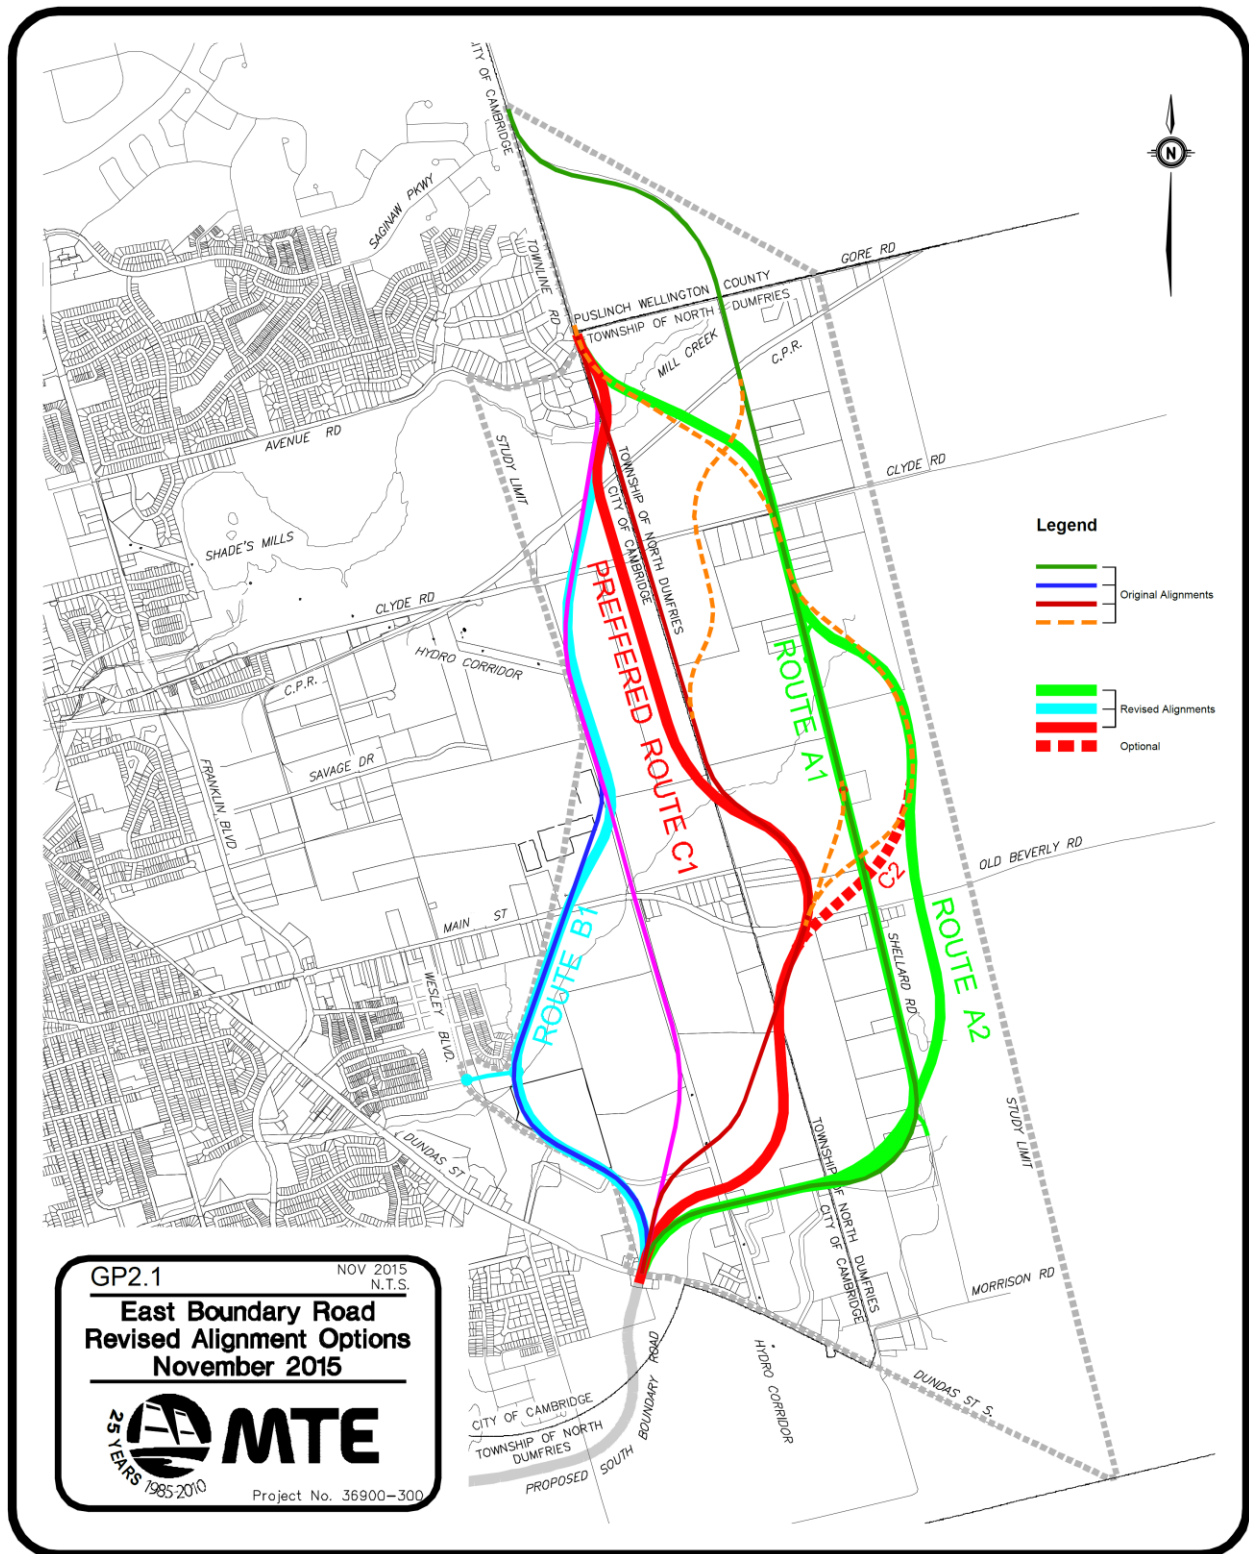 CITY OF CAMBRIDGE
SAGINAW PKWY
TOWNLINE RD
GORE RD
PUSLINCH WELLINGTON COUNTY
TOWNSHIP OF NORTH DUMFRIES
MILL CREEK
C.P.R.
N
AVENUE RD
STUDY LIMIT
TOWNSHIP OF NORTH DUMFRIES
CITY OF CAMBRIDGE
CLYDE RD
SHADE'S MILLS
CLYDE RD
HYDRO CORRIDOR
C.P.R.
SAVAGE DR
FRANKLIN BLVD
PREFFERED ROUTE C1
ROUTE A1
Legend
Original Alignments
Revised Alignments
Optional
OLD BEVERLY RD
C2
MAIN ST
ROUTE B1
WESLEY BLVD.
SHELLARD RD
ROUTE A2
STUDY LIMIT
DUNDAS ST
TOWNSHIP OF NORTH DUMFRIES
CITY OF CAMBRIDGE
MORRISON RD
HYDRO CORRIDOR
DUNDAS ST S.
CITY OF CAMBRIDGE
TOWNSHIP OF NORTH
DUMFRIES
PROPOSED SOUTH BOUNDARY ROAD
GP2.1
NOV 2015
N.T.S.
East Boundary Road
Revised Alignment Options
November 2015
25 YEARS
1985-2010
MTE
Project No. 36900-300